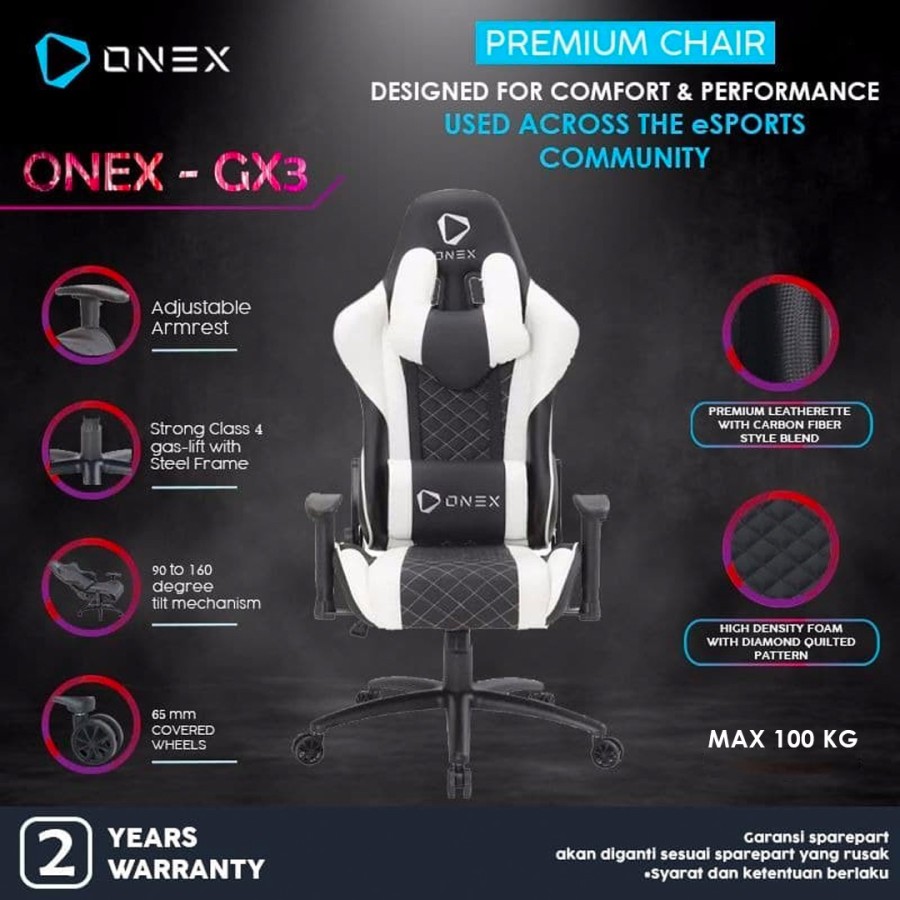 ONEX
PREMIUM CHAIR
DESIGNED FOR COMFORT & PERFORMANCE
USED ACROSS THE eSPORTS
COMMUNITY
ONEX - GX3
ONEX
Adjustable
Armrest
Strong Class 4
gas-lift with
Steel Frame
90 to 160
degree
tilt mechanism
65 mm
COVERED
WHEELS
ONEX
PREMIUM LEATHERETTE
WITH CARBON FIBER
STYLE BLEND
HIGH DENSITY FOAM
WITH DIAMOND QUILTED
PATTERN
MAX 100 KG
2 YEARS
WARRANTY
Garansi sparepart
akan diganti sesuai sparepart yang rusak
*Syarat dan ketentuan berlaku